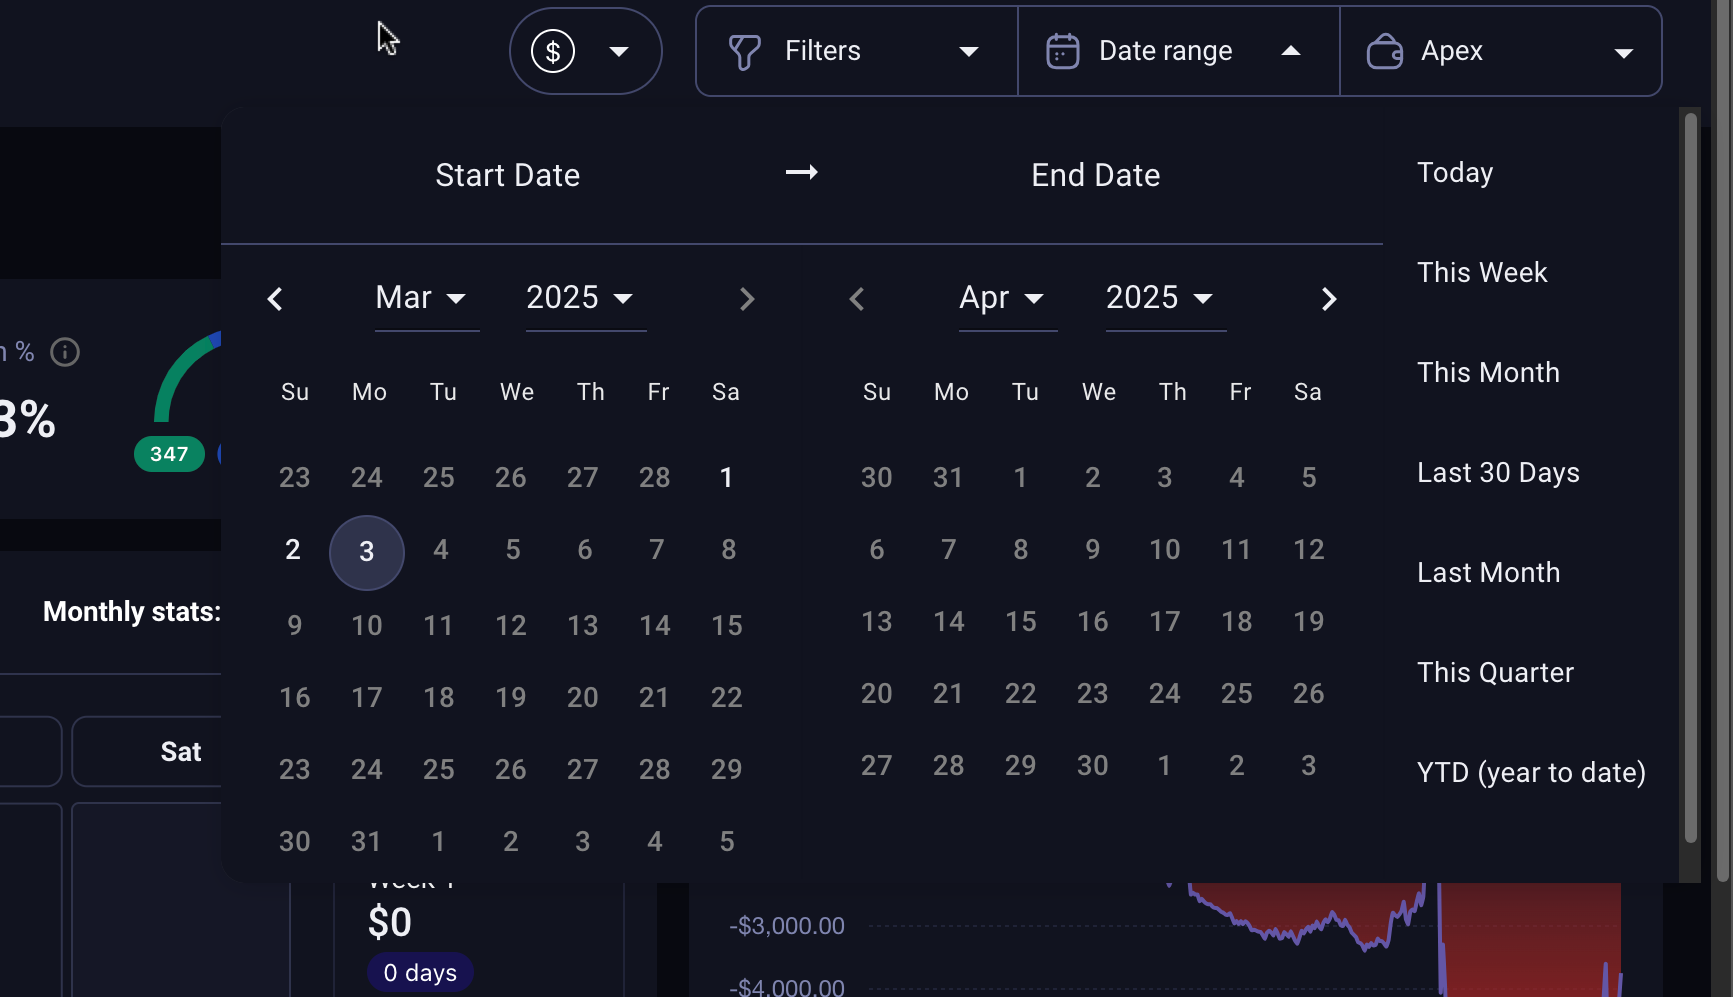 $
Filters
Date range
Apex
Start Date
End Date
Mar 2025
Apr 2025
Su Mo Tu We Th Fr Sa
23 24 25 26 27 28 1
2 3 4 5 6 7 8
9 10 11 12 13 14 15
16 17 18 19 20 21 22
23 24 25 26 27 28 29
30 31 1 2 3 4 5
Su Mo Tu We Th Fr Sa
30 31 1 2 3 4 5
6 7 8 9 10 11 12
13 14 15 16 17 18 19
20 21 22 23 24 25 26
27 28 29 30 1 2 3
Today
This Week
This Month
Last 30 Days
Last Month
This Quarter
YTD (year to date)
%
3%
347
Monthly stats:
Sat
$0
0 days
-$3,000.00
-$4,000.00